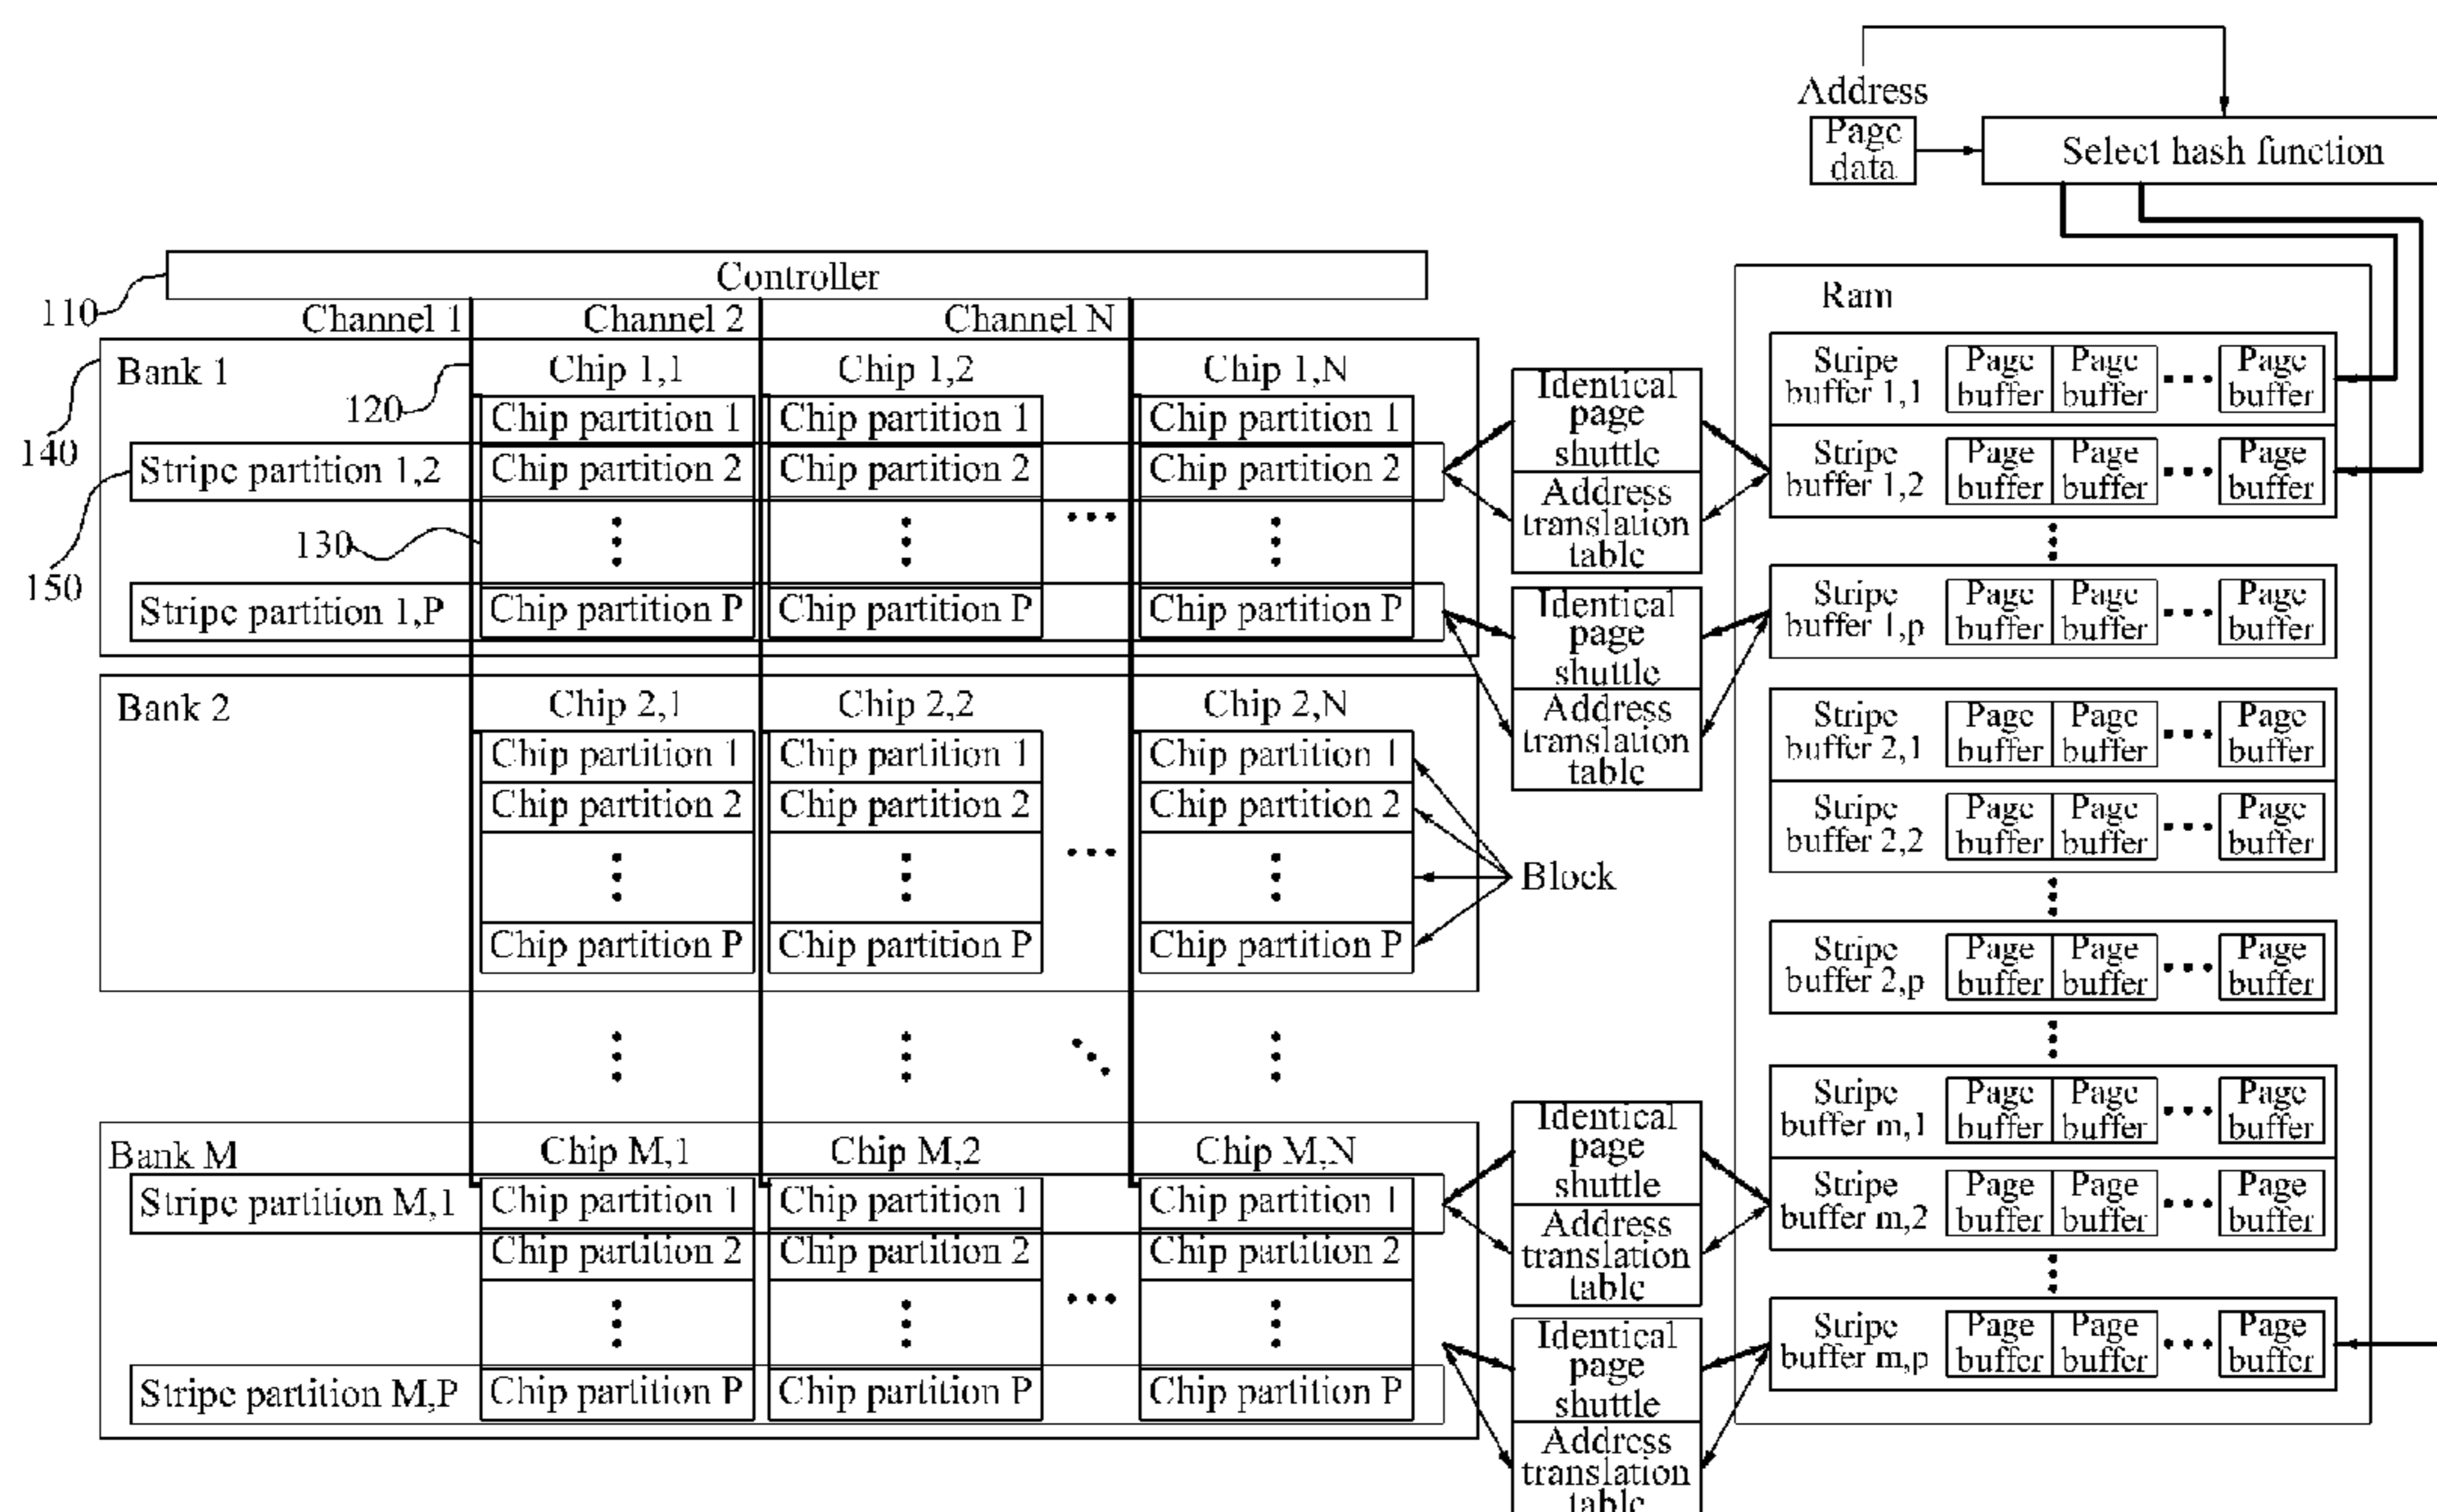 Address
Page
data
Select hash function
Controller
110
Channel 1
Channel 2
Channel N
Bank 1
140
120
150
130
Chip 1,1
Chip 1,2
Chip 1,N
Chip partition 1
Chip partition 1
Chip partition 1
Stripe partition 1,2
Chip partition 2
Chip partition 2
Chip partition 2
Stripe partition 1,P
Chip partition P
Chip partition P
Chip partition P
Bank 2
Chip 2,1
Chip 2,2
Chip 2,N
Chip partition 1
Chip partition 1
Chip partition 1
Chip partition 2
Chip partition 2
Chip partition 2
Chip partition P
Chip partition P
Chip partition P
Block
Bank M
Chip M,1
Chip M,2
Chip M,N
Stripe partition M,1
Chip partition 1
Chip partition 1
Chip partition 1
Chip partition 2
Chip partition 2
Chip partition 2
Stripe partition M,P
Chip partition P
Chip partition P
Chip partition P
Identical
page
shuttle
Address
translation
table
Identical
page
shuttle
Address
translation
table
Identical
page
shuttle
Address
translation
table
Identical
page
shuttle
Address
translation
table
Ram
Stripe
buffer 1,1
Page
buffer
Page
buffer
Page
buffer
Stripe
buffer 1,2
Page
buffer
Page
buffer
Page
buffer
Stripe
buffer 1,p
Page
buffer
Page
buffer
Page
buffer
Stripe
buffer 2,1
Page
buffer
Page
buffer
Page
buffer
Stripe
buffer 2,2
Page
buffer
Page
buffer
Page
buffer
Stripe
buffer 2,p
Page
buffer
Page
buffer
Page
buffer
Stripe
buffer m,1
Page
buffer
Page
buffer
Page
buffer
Stripe
buffer m,2
Page
buffer
Page
buffer
Page
buffer
Stripe
buffer m,p
Page
buffer
Page
buffer
Page
buffer